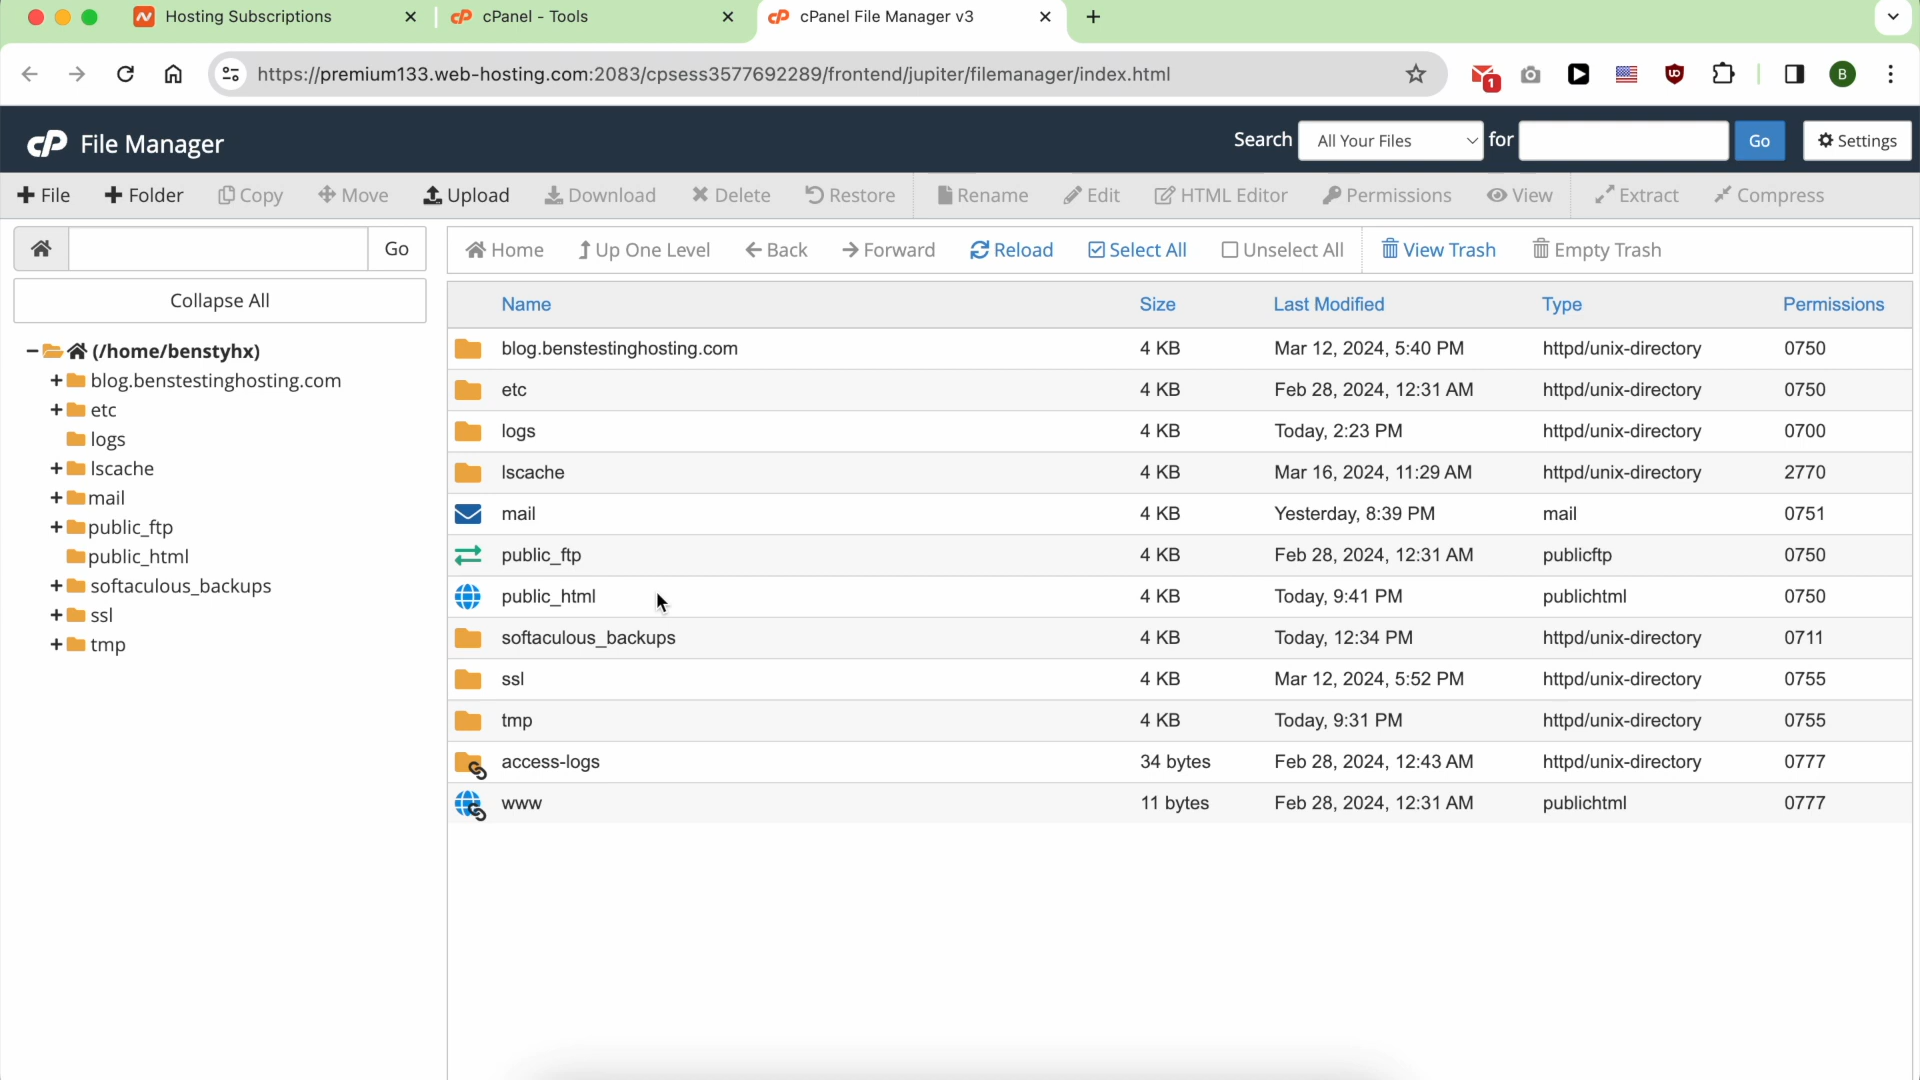 Hosting Subscriptions
cPanel - Tools
cPanel File Manager v3
https://premium133.web-hosting.com:2083/cpsess3577692289/frontend/jupiter/filemanager/index.html
1
B
cP File Manager
Search All Your Files for Go Settings
File Folder Copy Move Upload Download Delete Restore Rename Edit HTML Editor Permissions View Extract Compress
Go
Collapse All
(/home/benstyhx)
blog.benstestinghosting.com
etc
logs
lscache
mail
public_ftp
public_html
softaculous_backups
ssl
tmp
Home Up One Level Back Forward Reload Select All Unselect All View Trash Empty Trash
Name Size Last Modified Type Permissions
blog.benstestinghosting.com 4 KB Mar 12, 2024, 5:40 PM httpd/unix-directory 0750
etc 4 KB Feb 28, 2024, 12:31 AM httpd/unix-directory 0750
logs 4 KB Today, 2:23 PM httpd/unix-directory 0700
lscache 4 KB Mar 16, 2024, 11:29 AM httpd/unix-directory 2770
mail 4 KB Yesterday, 8:39 PM mail 0751
public_ftp 4 KB Feb 28, 2024, 12:31 AM publicftp 0750
public_html 4 KB Today, 9:41 PM publichtml 0750
softaculous_backups 4 KB Today, 12:34 PM httpd/unix-directory 0711
ssl 4 KB Mar 12, 2024, 5:52 PM httpd/unix-directory 0755
tmp 4 KB Today, 9:31 PM httpd/unix-directory 0755
access-logs 34 bytes Feb 28, 2024, 12:43 AM httpd/unix-directory 0777
www 11 bytes Feb 28, 2024, 12:31 AM publichtml 0777